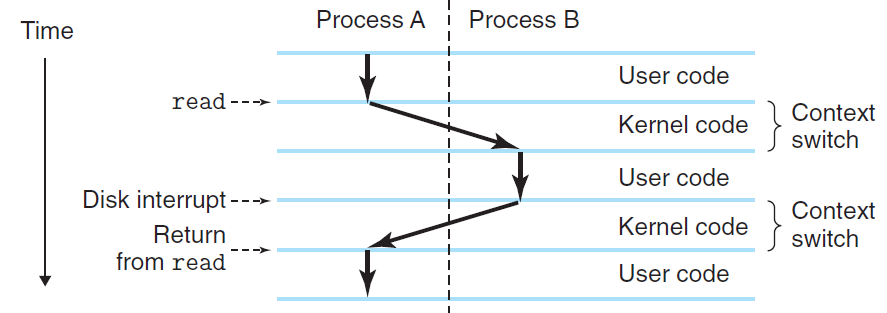 Process A Process B
Time
User code
read
Kernel code
Context
switch
User code
Disk interrupt
Kernel code
Context
switch
Return
from read
User code